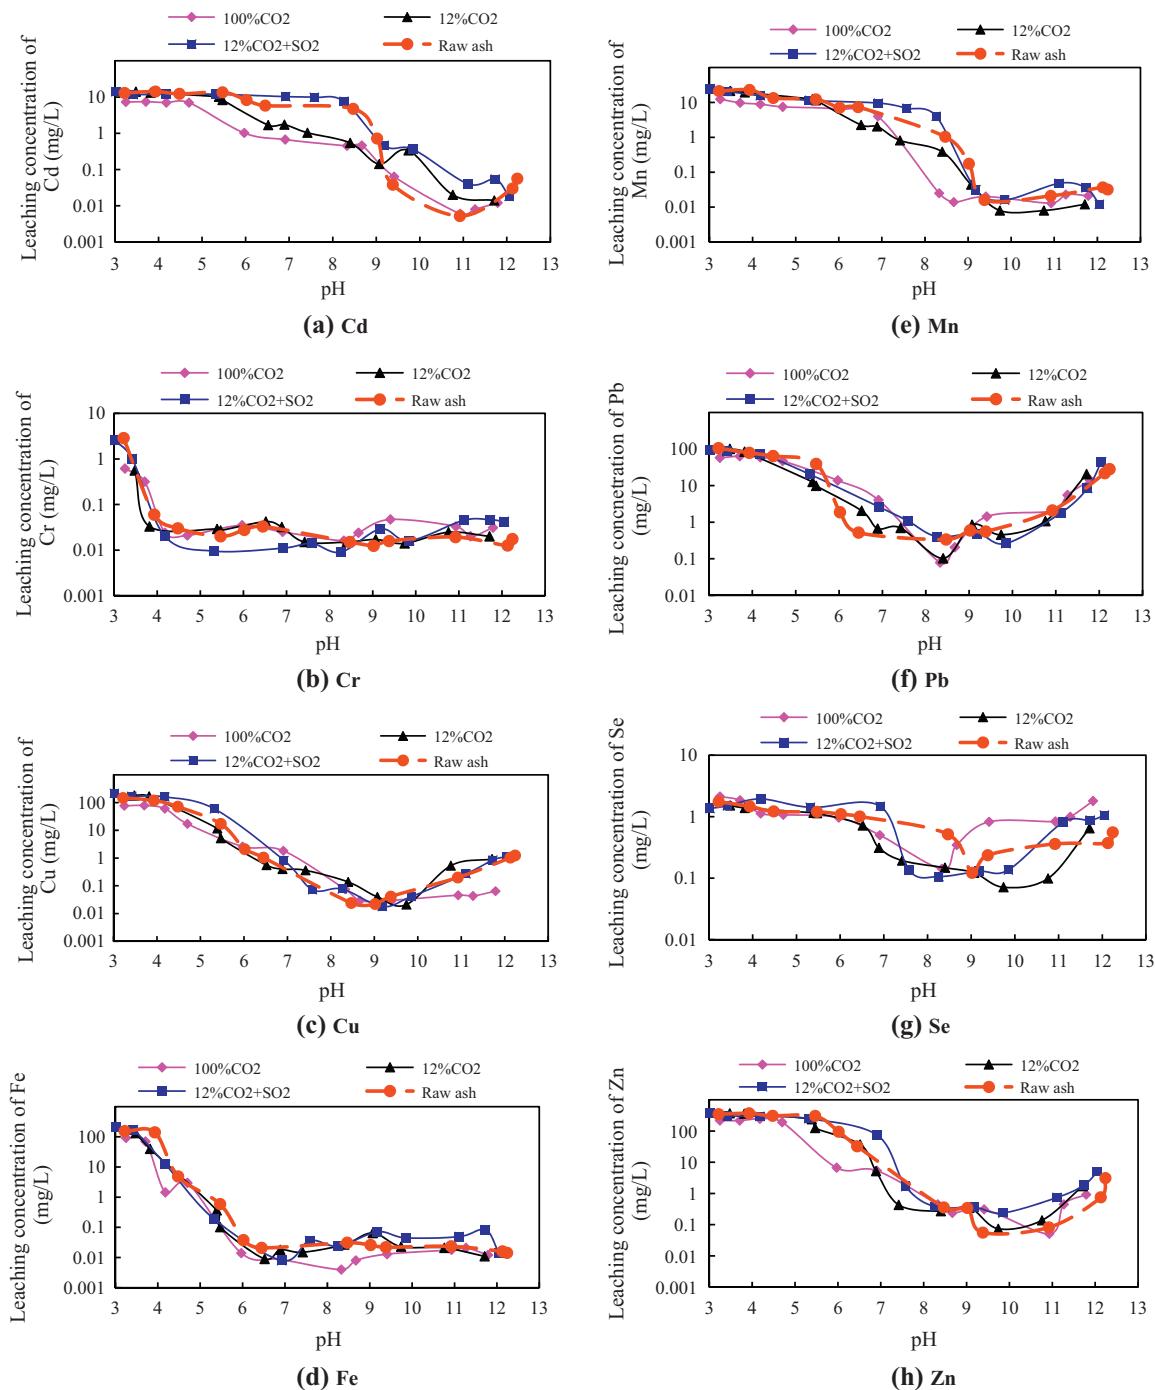 100%CO2
12%CO2
12%CO2+SO2
Raw ash
Leaching concentration of
Cd (mg/L)
100
10
1
0.1
0.01
0.001
3 4 5 6 7 8 9 10 11 12 13
pH
(a) Cd
100%CO2
12%CO2
12%CO2+SO2
Raw ash
Leaching concentration of
Mn (mg/L)
100
10
1
0.1
0.01
0.001
3 4 5 6 7 8 9 10 11 12 13
pH
(e) Mn
100%CO2
12%CO2
12%CO2+SO2
Raw ash
Leaching concentration of
Cr (mg/L)
10
1
0.1
0.01
0.001
3 4 5 6 7 8 9 10 11 12 13
pH
(b) Cr
100%CO2
12%CO2
12%CO2+SO2
Raw ash
Leaching concnetration of Pb
(mg/L)
100
10
1
0.1
0.01
3 4 5 6 7 8 9 10 11 12 13
pH
(f) Pb
100%CO2
12%CO2
12%CO2+SO2
Raw ash
Leaching concentration of
Cu (mg/L)
100
10
1
0.1
0.01
0.001
3 4 5 6 7 8 9 10 11 12 13
pH
(c) Cu
100%CO2
12%CO2
12%CO2+SO2
Raw ash
Leaching concentration of Se
(mg/L)
10
1
0.1
0.01
3 4 5 6 7 8 9 10 11 12 13
pH
(g) Se
100%CO2
12%CO2
12%CO2+SO2
Raw ash
Leaching concentration of Fe
(mg/L)
100
10
1
0.1
0.01
0.001
3 4 5 6 7 8 9 10 11 12 13
pH
(d) Fe
100%CO2
12%CO2
12%CO2+SO2
Raw ash
Leaching concentration of Zn
(mg/L)
100
10
1
0.1
0.01
0.001
3 4 5 6 7 8 9 10 11 12 13
pH
(h) Zn